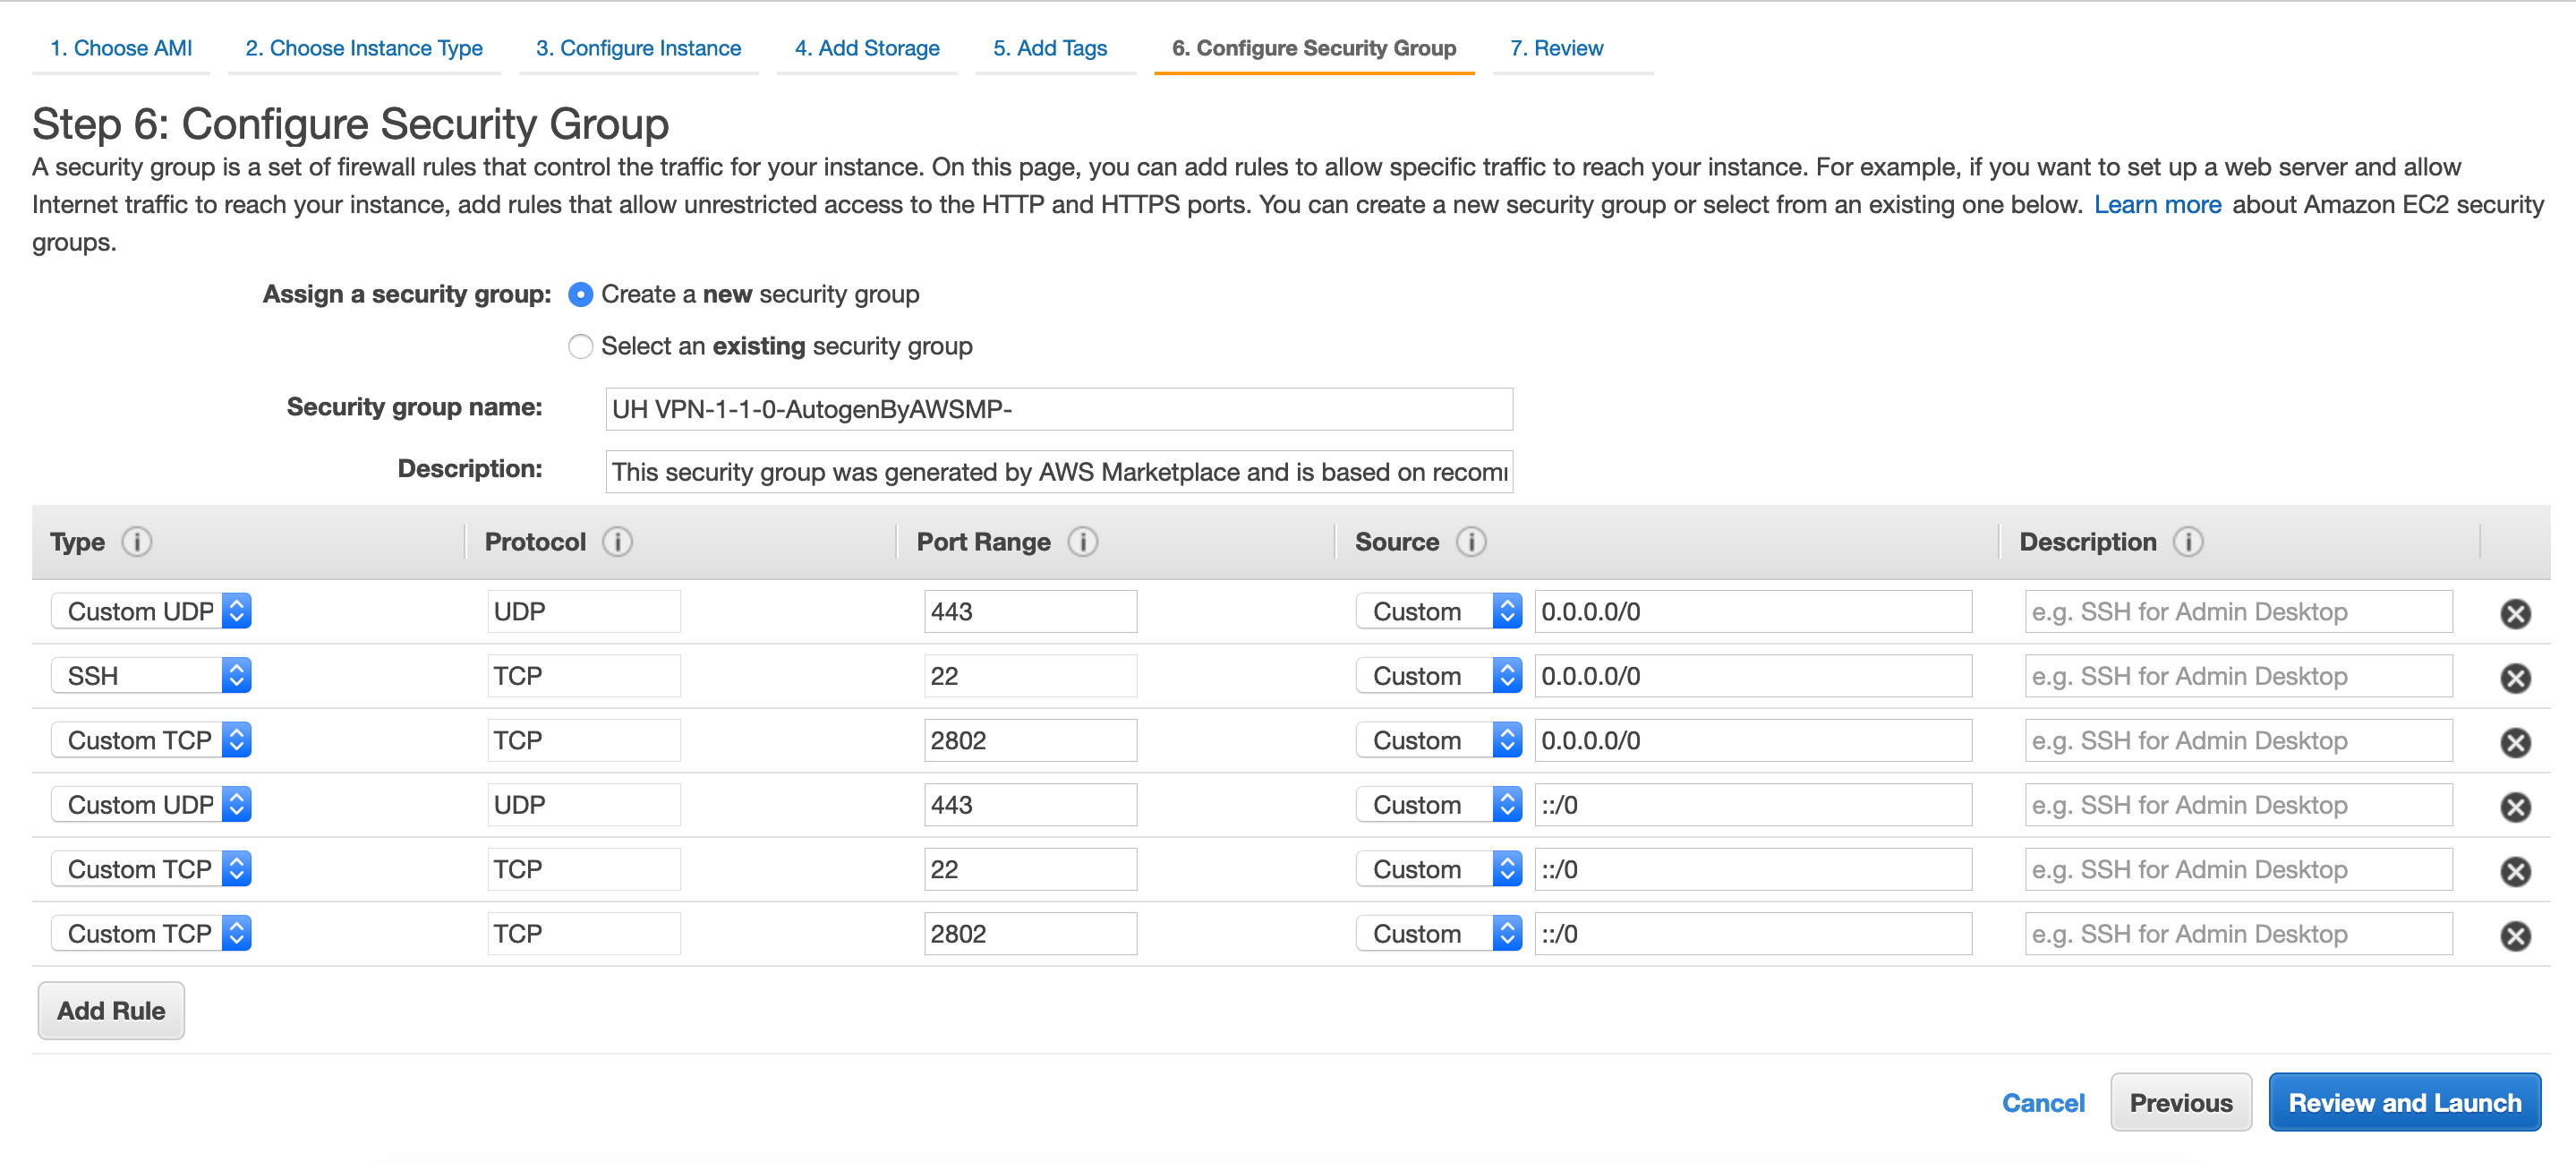 1. Choose AMI 2. Choose Instance Type 3. Configure Instance 4. Add Storage 5. Add Tags 6. Configure Security Group 7. Review
Step 6: Configure Security Group
A security group is a set of firewall rules that control the traffic for your instance. On this page, you can add rules to allow specific traffic to reach your instance. For example, if you want to set up a web server and allow
Internet traffic to reach your instance, add rules that allow unrestricted access to the HTTP and HTTPS ports. You can create a new security group or select from an existing one below. Learn more about Amazon EC2 security
groups.
Assign a security group: Create a new security group
Select an existing security group
Security group name: UH VPN-1-1-0-AutogenByAWSMP-
Description: This security group was generated by AWS Marketplace and is based on recom
Type Protocol Port Range Source Description
Custom UDP UDP 443 Custom 0.0.0.0/0 e.g. SSH for Admin Desktop
SSH TCP 22 Custom 0.0.0.0/0 e.g. SSH for Admin Desktop
Custom TCP TCP 2802 Custom 0.0.0.0/0 e.g. SSH for Admin Desktop
Custom UDP UDP 443 Custom ::/0 e.g. SSH for Admin Desktop
Custom TCP TCP 22 Custom ::/0 e.g. SSH for Admin Desktop
Custom TCP TCP 2802 Custom ::/0 e.g. SSH for Admin Desktop
Add Rule
Cancel Previous Review and Launch